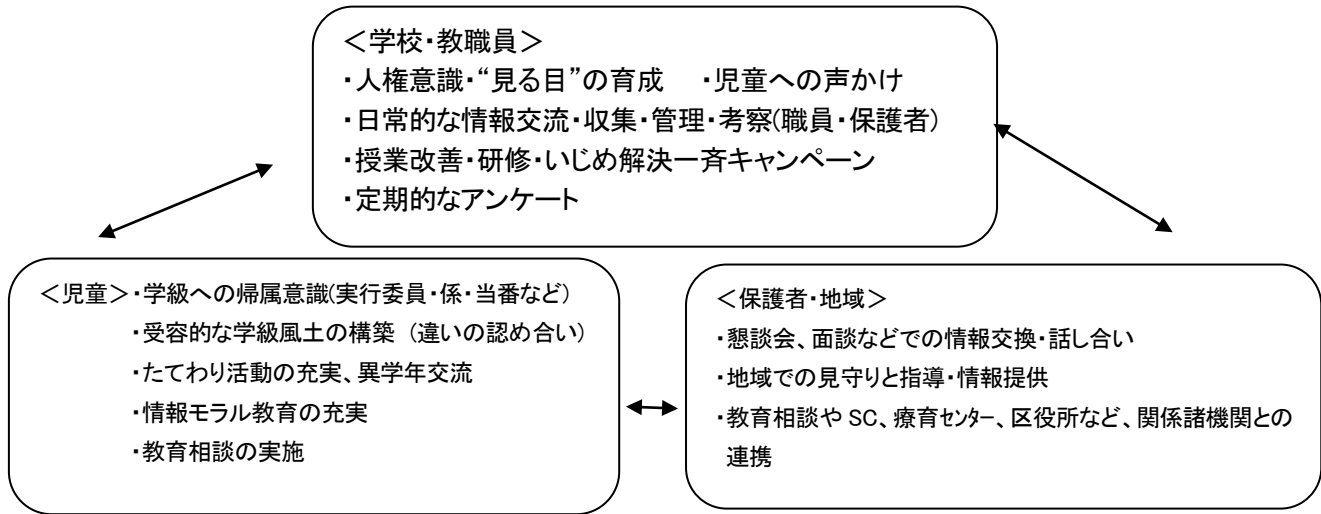 ＜学校・教職員＞
・人権意識・“見る目”の育成　・児童への声かけ
・日常的な情報交流・収集・管理・考察(職員・保護者)
・授業改善・研修・いじめ解決一斉キャンペーン
・定期的なアンケート
＜児童＞・学級への帰属意識(実行委員・係・当番など)
・受容的な学級風土の構築 (違いの認め合い)
・たてわり活動の充実、異学年交流
・情報モラル教育の充実
・教育相談の実施
＜保護者・地域＞
・懇談会、面談などでの情報交換・話し合い
・地域での見守りと指導・情報提供
・教育相談や SC、療育センター、区役所など、関係諸機関との
連携